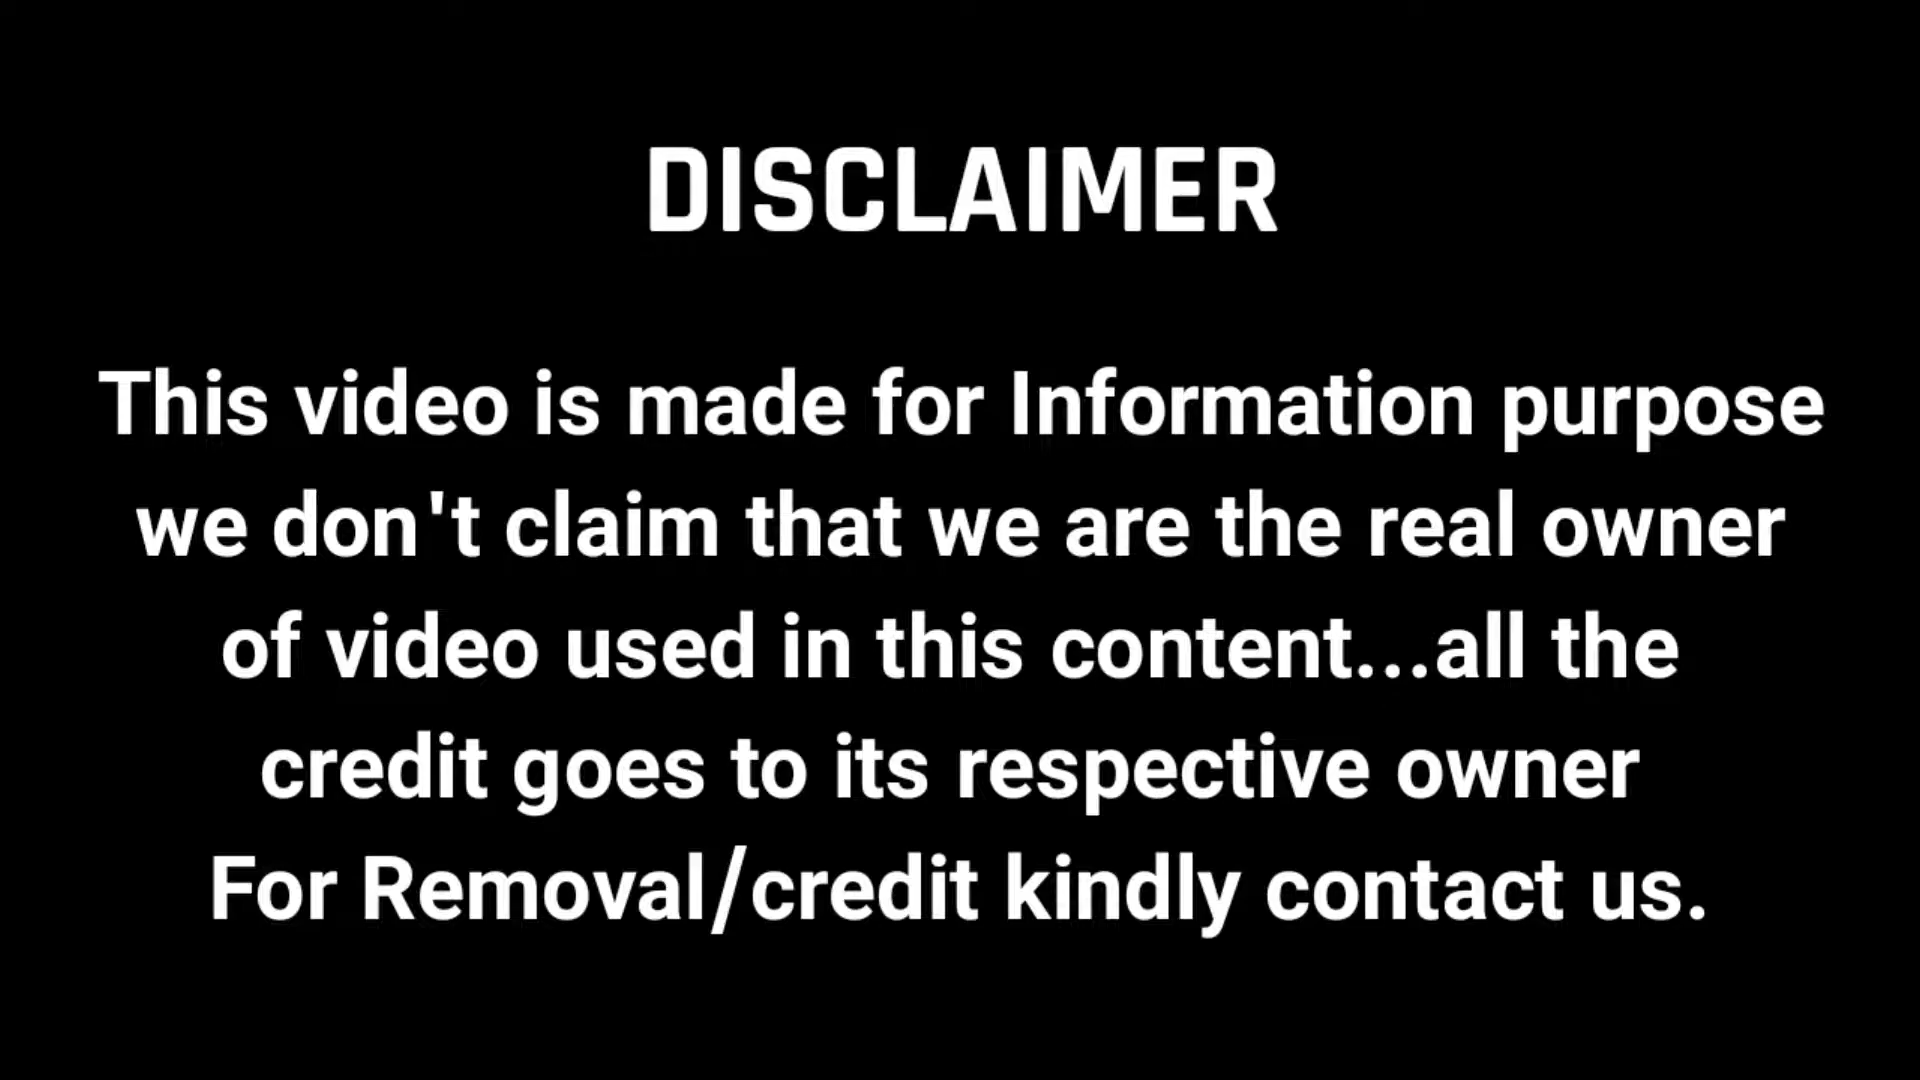 DISCLAIMER
This video is made for Information purpose
we don't claim that we are the real owner
of video used in this content...all the
credit goes to its respective owner
For Removal/credit kindly contact us.